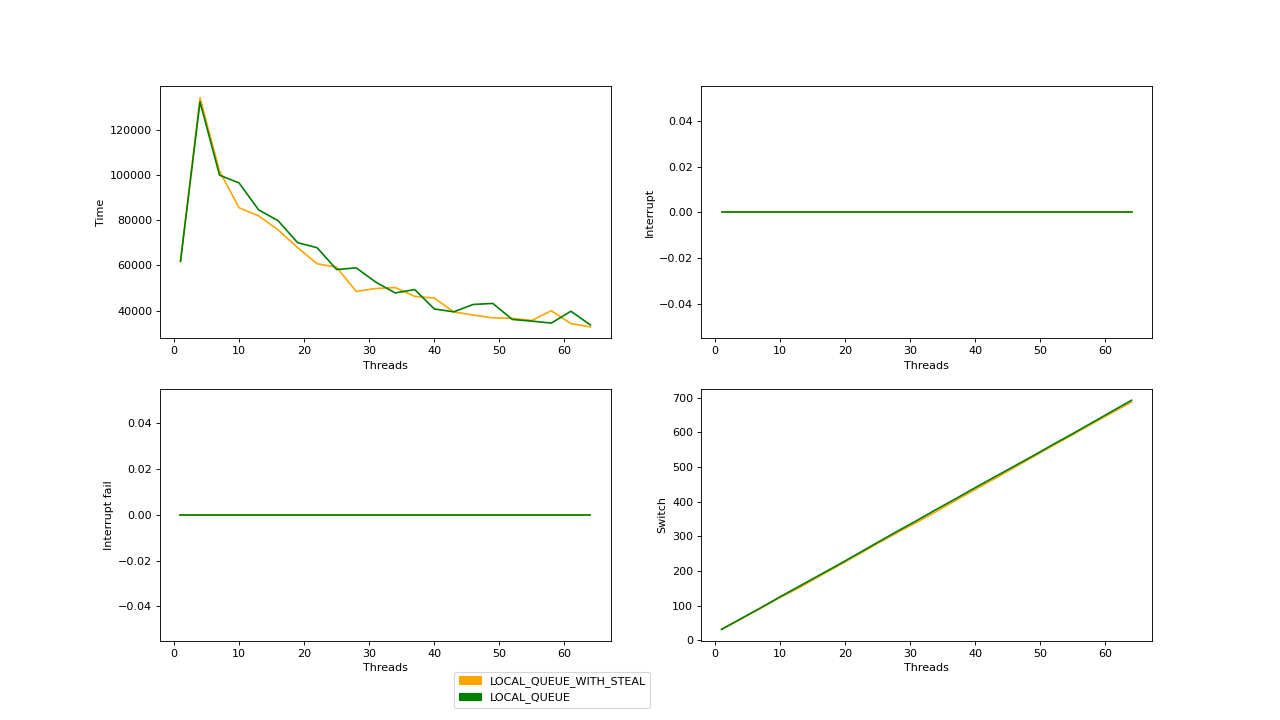 Time
120000
100000
80000
60000
40000
0 10 20 30 40 50 60
Threads
Interrupt
0.04
0.02
0.00
−0.02
−0.04
0 10 20 30 40 50 60
Threads
Interrupt fail
0.04
0.02
0.00
−0.02
−0.04
0 10 20 30 40 50 60
Threads
Switch
700
600
500
400
300
200
100
0
0 10 20 30 40 50 60
Threads
LOCAL_QUEUE_WITH_STEAL
LOCAL_QUEUE